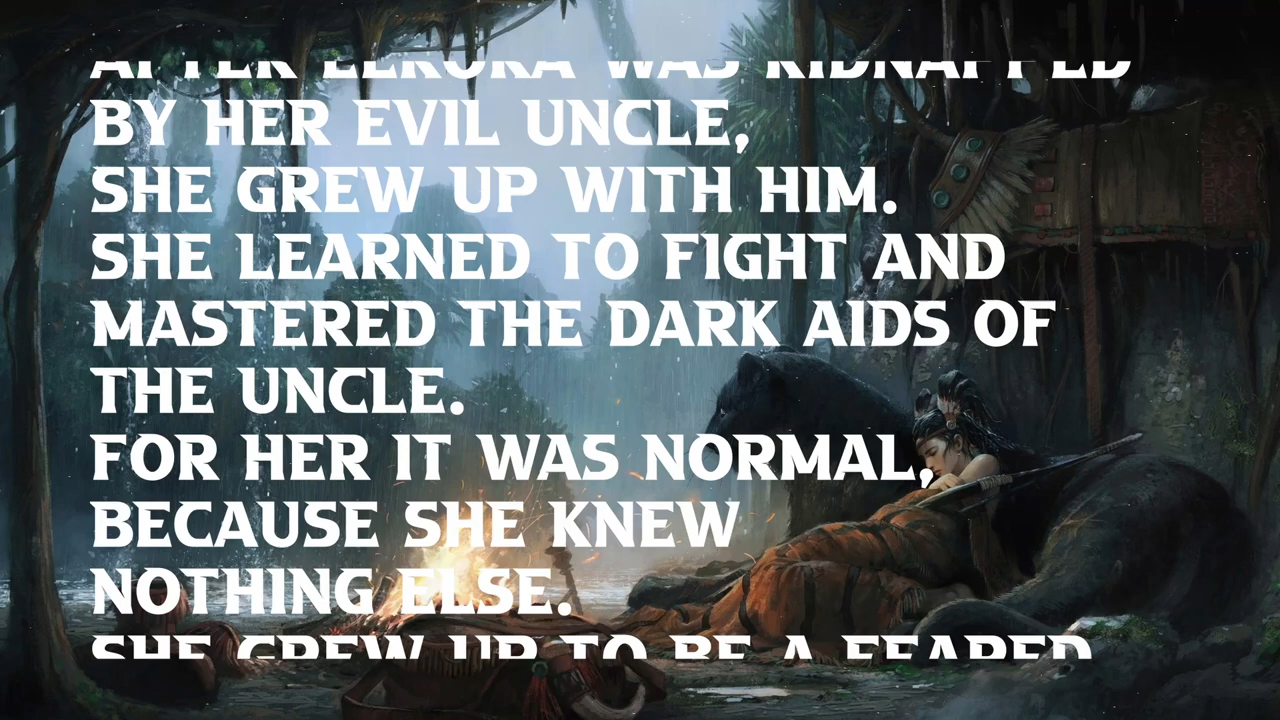 WAS KIDNAPPED
BY HER EVIL UNCLE,
SHE GREW UP WITH HIM.
SHE LEARNED TO FIGHT AND
MASTERED THE DARK AIDS OF
THE UNCLE.
FOR HER IT WAS NORMAL,
BECAUSE SHE KNEW
NOTHING ELSE.
SHE GREW UP TO BE A FEARED